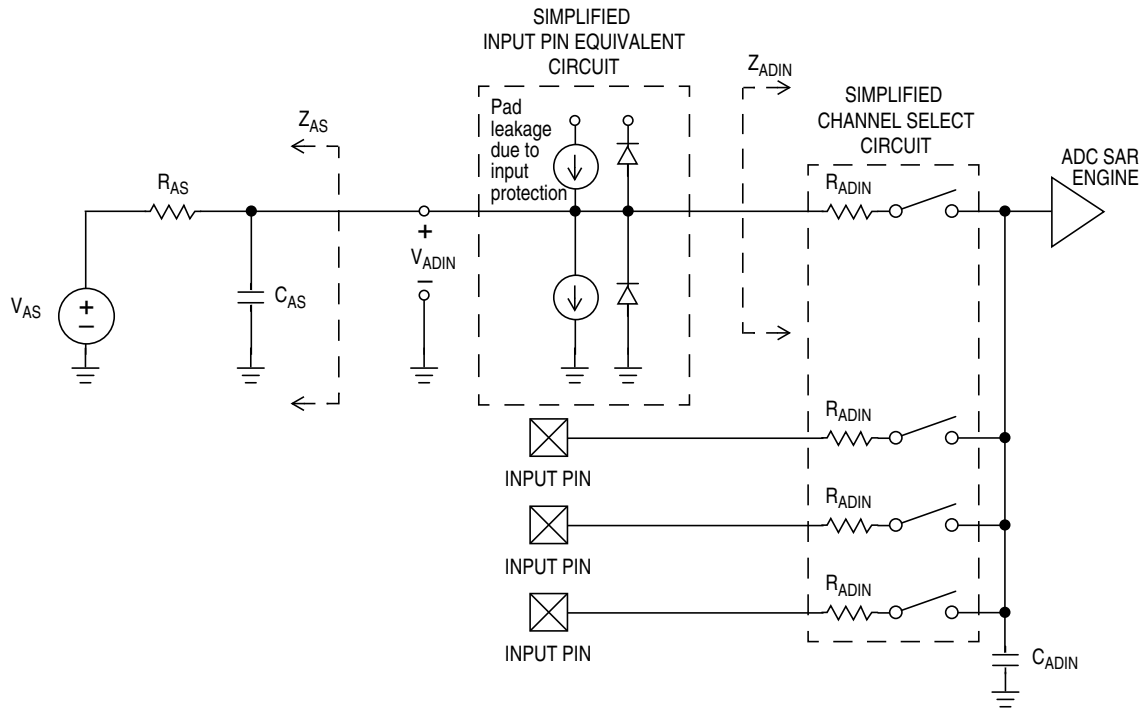 SIMPLIFIED
INPUT PIN EQUIVALENT
CIRCUIT
Z_ADIN
SIMPLIFIED
CHANNEL SELECT
CIRCUIT
Pad
leakage
due to
input
protection
Z_AS
R_AS
R_ADIN
ADC SAR
ENGINE
+
V_ADIN
–
C_AS
V_AS
+
–
R_ADIN
INPUT PIN
R_ADIN
INPUT PIN
R_ADIN
INPUT PIN
C_ADIN